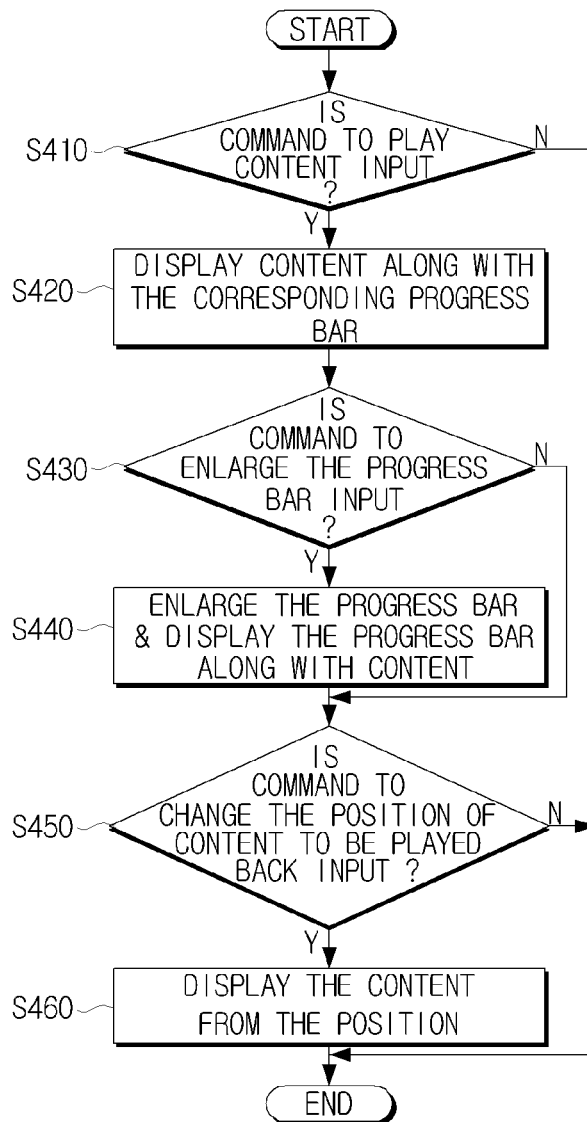 START
S410
IS
COMMAND TO PLAY
CONTENT INPUT
?
N
Y
S420
DISPLAY CONTENT ALONG WITH
THE CORRESPONDING PROGRESS
BAR
S430
IS
COMMAND TO
ENLARGE THE PROGRESS
BAR INPUT
?
N
Y
S440
ENLARGE THE PROGRESS BAR
& DISPLAY THE PROGRESS BAR
ALONG WITH CONTENT
S450
IS
COMMAND TO
CHANGE THE POSITION OF
CONTENT TO BE PLAYED
BACK INPUT ?
N
Y
S460
DISPLAY THE CONTENT
FROM THE POSITION
END